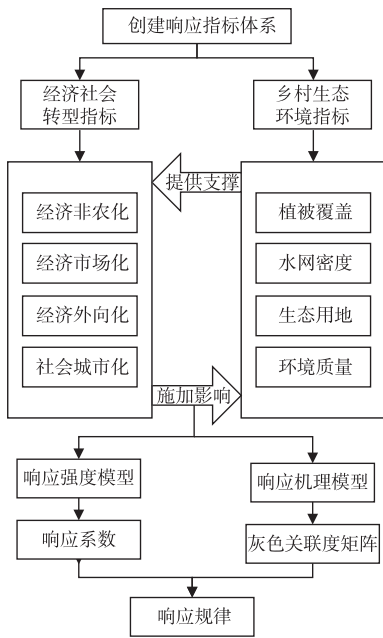 创建响应指标体系
经济社会
转型指标
乡村生态
环境指标
提供支撑
经济非农化
经济市场化
经济外向化
社会城市化
植被覆盖
水网密度
生态用地
环境质量
施加影响
响应强度模型
响应机理模型
响应系数
灰色关联度矩阵
响应规律